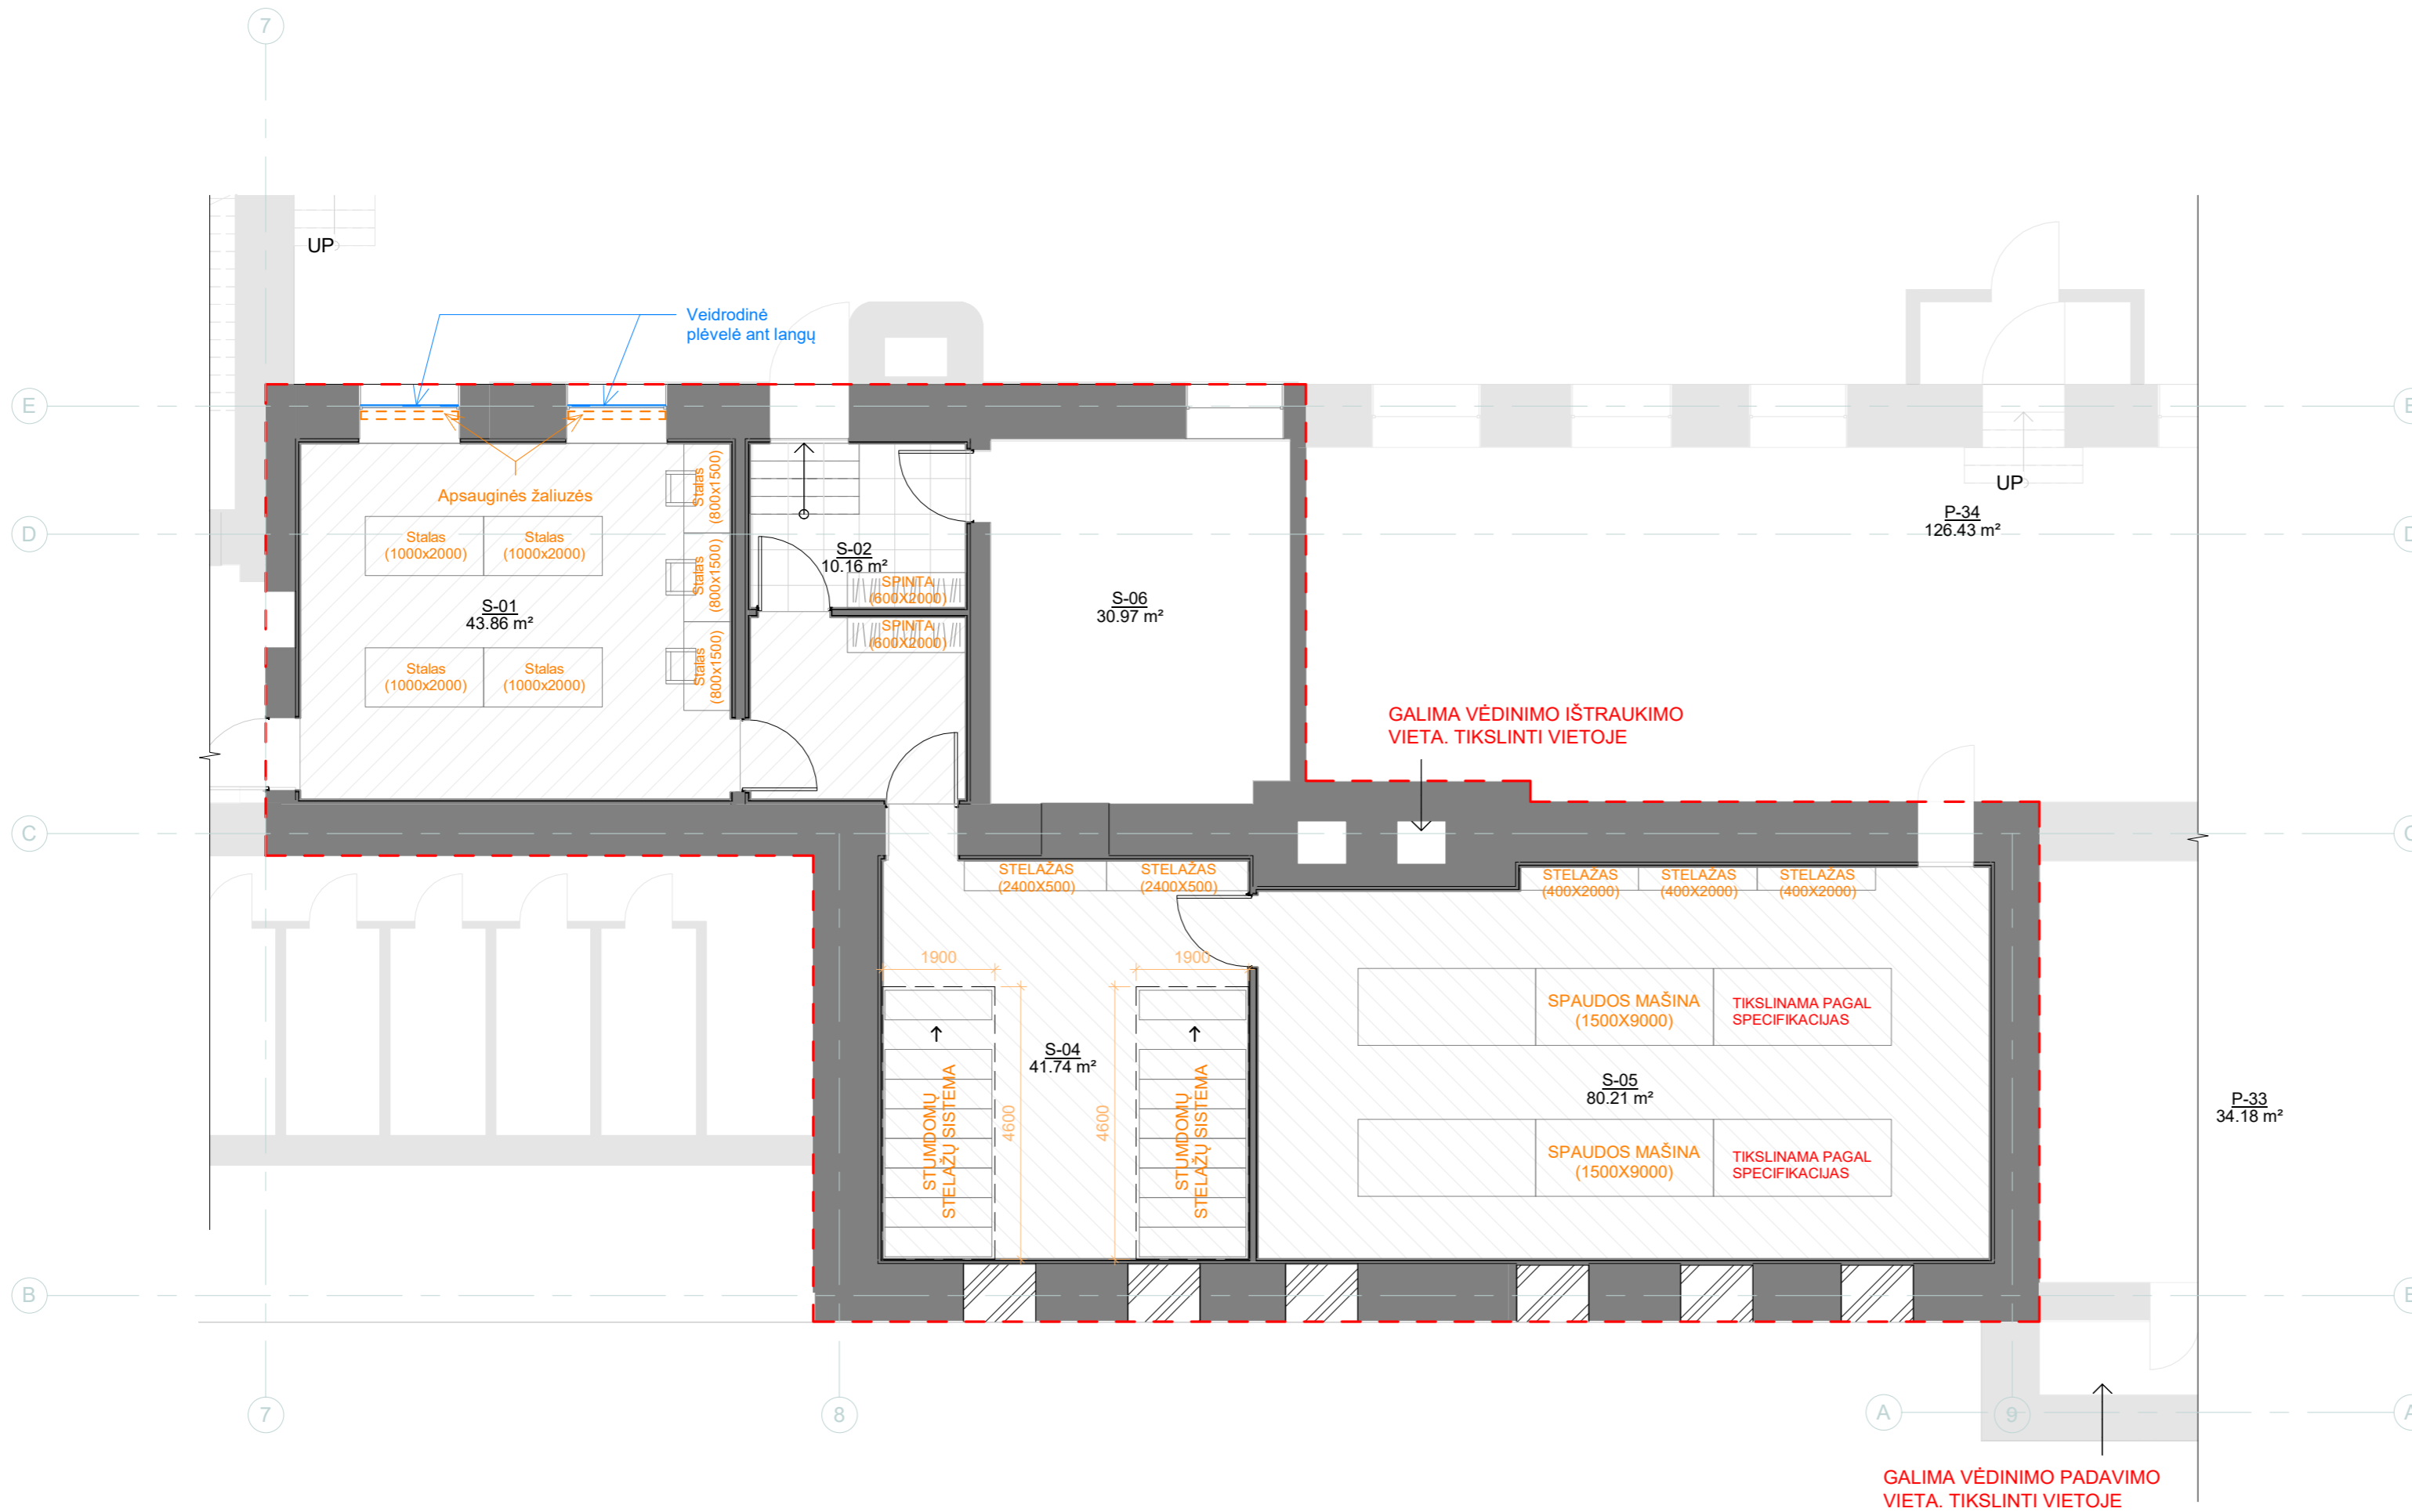 7
UP
Veidrodinė
plėvelė ant langų
E
E
Apsauginės žaliuzės
Stalas
(800x1500)
UP
P-34
126.43 m²
D
D
Stalas
(1000x2000)
Stalas
(1000x2000)
Stalas
(800x1500)
S-02
10.16 m²
SPINTA
(600X2000)
S-01
43.86 m²
S-06
30.97 m²
SPINTA
(600X2000)
Stalas
(1000x2000)
Stalas
(1000x2000)
Stalas
(800x1500)
GALIMA VĖDINIMO IŠTRAUKIMO
VIETA. TIKSLINTI VIETOJE
C
C
STELAŽAS
(2400X500)
STELAŽAS
(2400X500)
STELAŽAS
(400X2000)
STELAŽAS
(400X2000)
STELAŽAS
(400X2000)
1900
1900
SPAUDOS MAŠINA
(1500X9000)
TIKSLINAMA PAGAL
SPECIFIKACIJAS
S-04
41.74 m²
S-05
80.21 m²
STUMDOMŲ
STELAŽŲ SISTEMA
4600
4600
STUMDOMŲ
STELAŽŲ SISTEMA
P-33
34.18 m²
SPAUDOS MAŠINA
(1500X9000)
TIKSLINAMA PAGAL
SPECIFIKACIJAS
B
B
7
8
A
9
A
GALIMA VĖDINIMO PADAVIMO
VIETA. TIKSLINTI VIETOJE